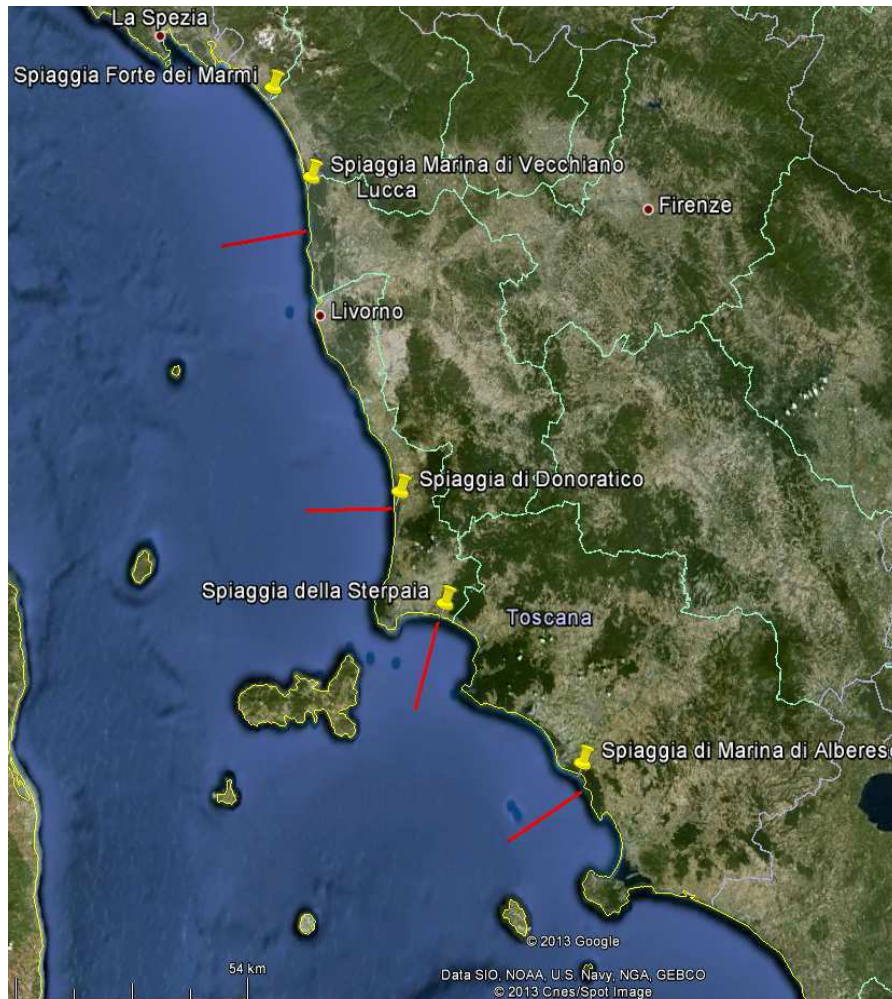 La Spezia
Spiaggia Forte dei Marmi
Spiaggia Marina di Vecchiano
Lucca
Firenze
Livorno
Spiaggia di Donoratico
Spiaggia della Sterpaia
Toscana
Spiaggia di Marina di Alberese
© 2013 Google
54 km
Data SIO, NOAA, U.S. Navy, NGA, GEBCO
© 2013 Cnes/Spot Image